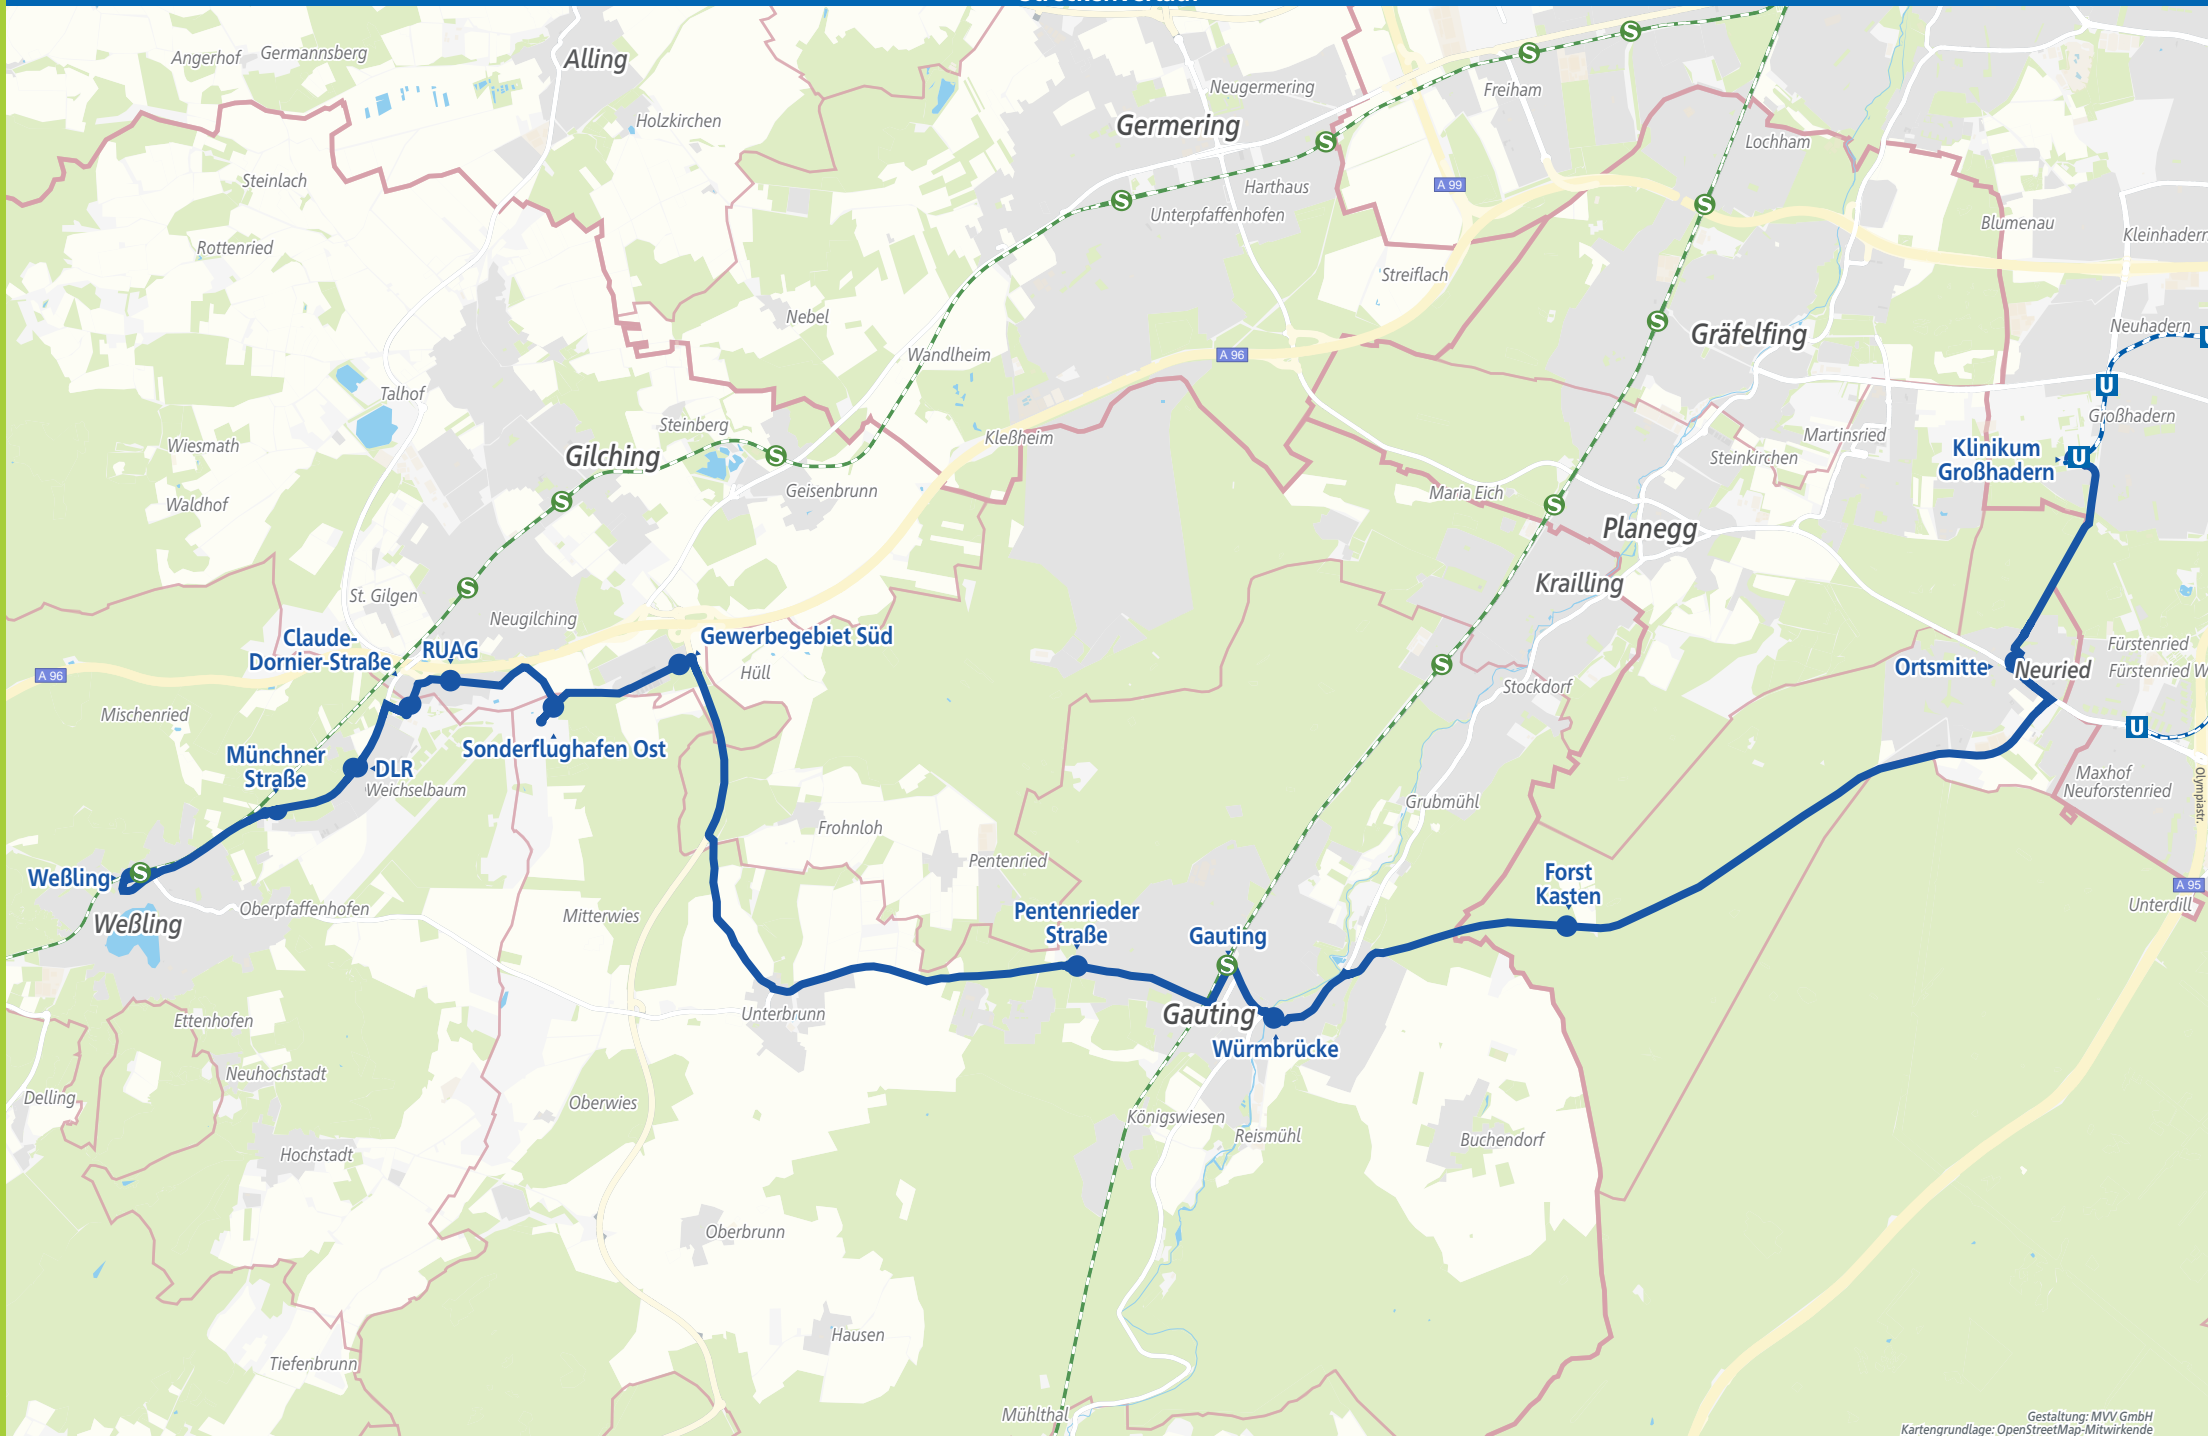 Streckenverlauf
Angerhof
Germannsberg
Alling
Holzkirchen
Steinlach
Rottenried
Neugermering
Germering
Harthaus
Unterpfaffenhofen
Freiham
A 99
Lochham
Blumenau
Kleinhadern
Streiflach
Nebel
Wandlheim
A 96
Gräfelfing
Neuhadern
U
U
Großhadern
Talhof
Steinberg
Wiesmath
Gilching
Kleßheim
Geisenbrunn
Waldhof
Martinsried
Steinkirchen
Klinikum
Großhadern
U
Maria Eich
Planegg
Krailling
St. Gilgen
Neugilching
Claude-
Dornier-Straße
RUAG
Gewerbegebiet Süd
Hüll
A 96
Mischenried
Stockdorf
Ortsmitte
Neuried
Fürstenried
Fürstenried W
U
Münchner
Straße
DLR
Weichselbaum
Sonderflughafen Ost
Maxhof
Neuforstenried
Olympiastr.
Grubmühl
Frohnloh
Pentenried
Weßling
Weßling
Oberpfaffenhofen
Mitterwies
Pentenrieder
Straße
Gauting
Forst
Kasten
A 95
Unterdill
S
S
S
S
S
S
S
S
S
S
S
S
S
Unterbrunn
Gauting
Würmbrücke
Ettenhofen
Neuhochstadt
Delling
Oberwies
Königswiesen
Reismühl
Buchendorf
Hochstadt
Oberbrunn
Hausen
Tiefenbrunn
Mühlthal
Gestaltung: MVV GmbH
Kartengrundlage: OpenStreetMap-Mitwirkende